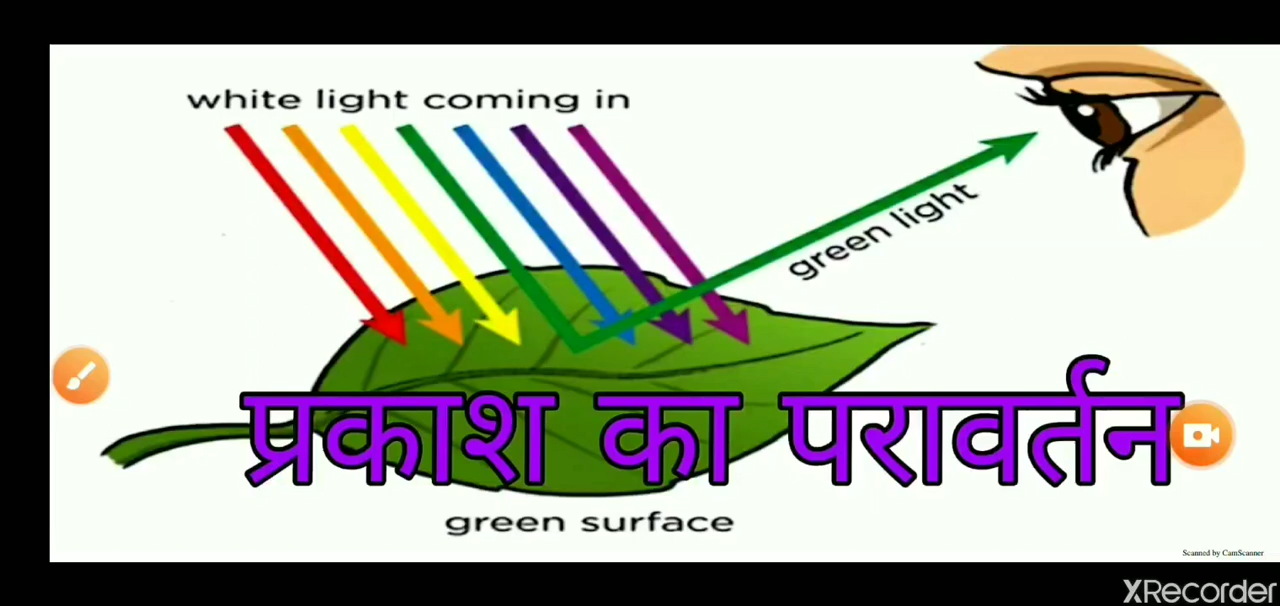 white light coming in
green light
प्रकाश का परावर्तन
green surface
Scanned by CamScanner
XRecorder